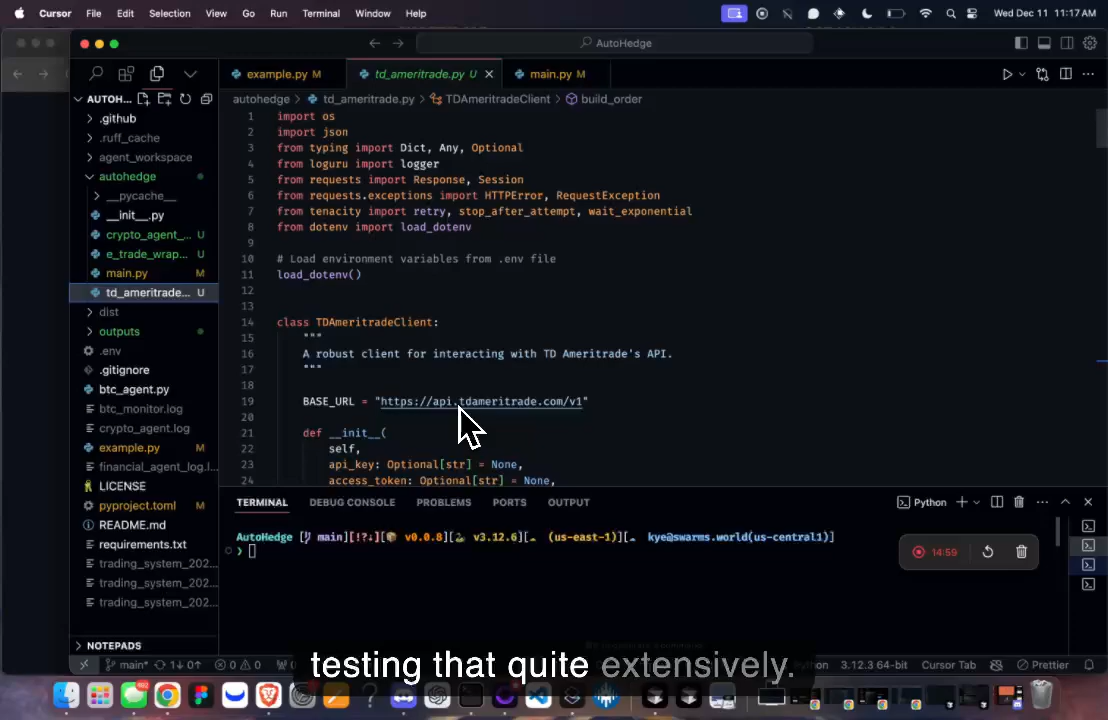 Cursor File Edit Selection View Go Run Terminal Window Help Wed Dec 11 11:17 AM
AutoHedge
example.py M td_ameritrade.py U main.py M
AUTOH...
autohedge > td_ameritrade.py > TDAmeritradeClient > build_order
.github
.ruff_cache
agent_workspace
autohedge
__pycache__
__init__.py
crypto_agent_... U
e_trade_wrap... U
main.py M
td_ameritrade... U
dist
outputs
.env
.gitignore
btc_agent.py
btc_monitor.log
crypto_agent.log
example.py M
financial_agent_log.l...
LICENSE
pyproject.toml M
README.md
requirements.txt
trading_system_202...
trading_system_202...
trading_system_202...
NOTEPADS
1 import os
2 import json
3 from typing import Dict, Any, Optional
4 from loguru import logger
5 from requests import Response, Session
6 from requests.exceptions import HTTPError, RequestException
7 from tenacity import retry, stop_after_attempt, wait_exponential
8 from dotenv import load_dotenv
9
10 # Load environment variables from .env file
11 load_dotenv()
12
13
14 class TDAmeritradeClient:
15 """
16 A robust client for interacting with TD Ameritrade's API.
17 """
18
19 BASE_URL = "https://api.tdameritrade.com/v1"
20
21 def __init__(
22 self,
23 api_key: Optional[str] = None,
24 access_token: Optional[str] = None,
TERMINAL DEBUG CONSOLE PROBLEMS PORTS OUTPUT Python
AutoHedge [ main][!?↓][ v0.0.8][ v3.12.6][ (us-east-1)][ kye@swarms.world(us-central1)]
❯
14:59
testing that quite extensively.
main* 1↓ 0↑ 0 0 0 3.12.3 64-bit Cursor Tab Prettier